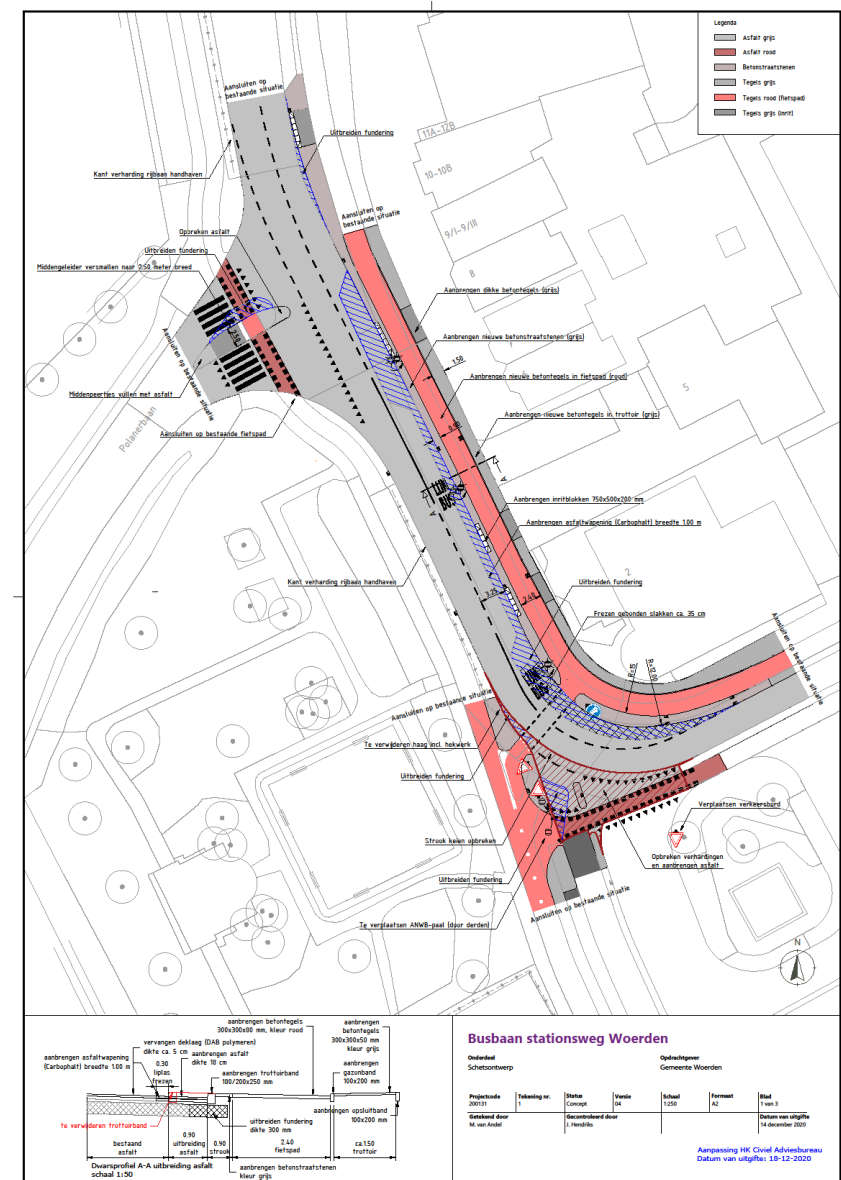 Legenda
Asfalt grijs
Asfalt rood
Betonstraatstenen
Tegels grijs
Tegels rood (fietspad)
Tegels grijs (inrit)
Aansluiten op
bestaande situatie
Uitbreiden fundering
11A-12B
10-10B
Kant verharding rijbaan handhaven
Aansluiten op
bestaande situatie
9/I-9/III
Opbreken asfalt
Uitbreiden fundering
Middengeleider versmallen naar 2.50 meter breed
8
Aanbrengen dikke betontegels (grijs)
Aanbrengen nieuwe betonstraatstenen (grijs)
2.50
1.50
Aansluiten op bestaande situatie
Aanbrengen nieuwe betontegels in fietspad (rood)
5
Middenpeertjes vullen met asfalt
Aanbrengen nieuwe betontegels in trottoir (grijs)
Polanerbaan
Aansluiten op bestaande fietspad
0.90
A
A
Aanbrengen inritblokken 750x500x200 mm
Aanbrengen asfaltwapening (Carbophalt) breedte 1.00 m
2
Kant verharding rijbaan handhaven
Uitbreiden fundering
3.25
2.40
Frezen gebonden slakken ca. 35 cm
Aansluiten op bestaande situatie
R=15
R=12.00
Aansluiten op bestaande situatie
Te verwijderen haag incl. hekwerk
Uitbreiden fundering
Verplaatsen verkeersbord
Strook keien opbreken
Opbreken verhardingen
en aanbrengen asfalt
Uitbreiden fundering
Aansluiten op bestaande situatie
Te verplaatsen ANWB-paal (door derden)
N
aanbrengen betontegels
300x300x80 mm, kleur rood
aanbrengen
betontegels
300x300x50 mm
kleur grijs
vervangen deklaag (DAB polymeren)
dikte ca. 5 cm
aanbrengen asfaltwapening
(Carbophalt) breedte 1.00 m
aanbrengen asfalt
dikte 18 cm
0.30
liplas
frezen
aanbrengen trottoirband
180/200x250 mm
aanbrengen
gazonband
100x200 mm
te verwijderen trottoirband
uitbreiden fundering
dikte 300 mm
aanbrengen opsluitband
100x200 mm
bestaand
asfalt
0.90
uitbreiding
asfalt
0.90
strook
2.40
fietspad
ca.1.50
trottoir
aanbrengen betonstraatstenen
kleur grijs
Dwarsprofiel A-A uitbreiding asfalt
schaal 1:50
Busbaan stationsweg Woerden
Onderdeel
Schetsontwerp
Opdrachtgever
Gemeente Woerden
Projectcode Tekening nr. Status Versie Schaal Formaat Blad
200131 1 Concept 04 1:250 A2 1 van 3
Getekend door Gecontroleerd door Datum van uitgifte
M. van Andel J. Hendriks 14 december 2020
Aanpassing HK Civiel Adviesbureau
Datum van uitgifte: 18-12-2020